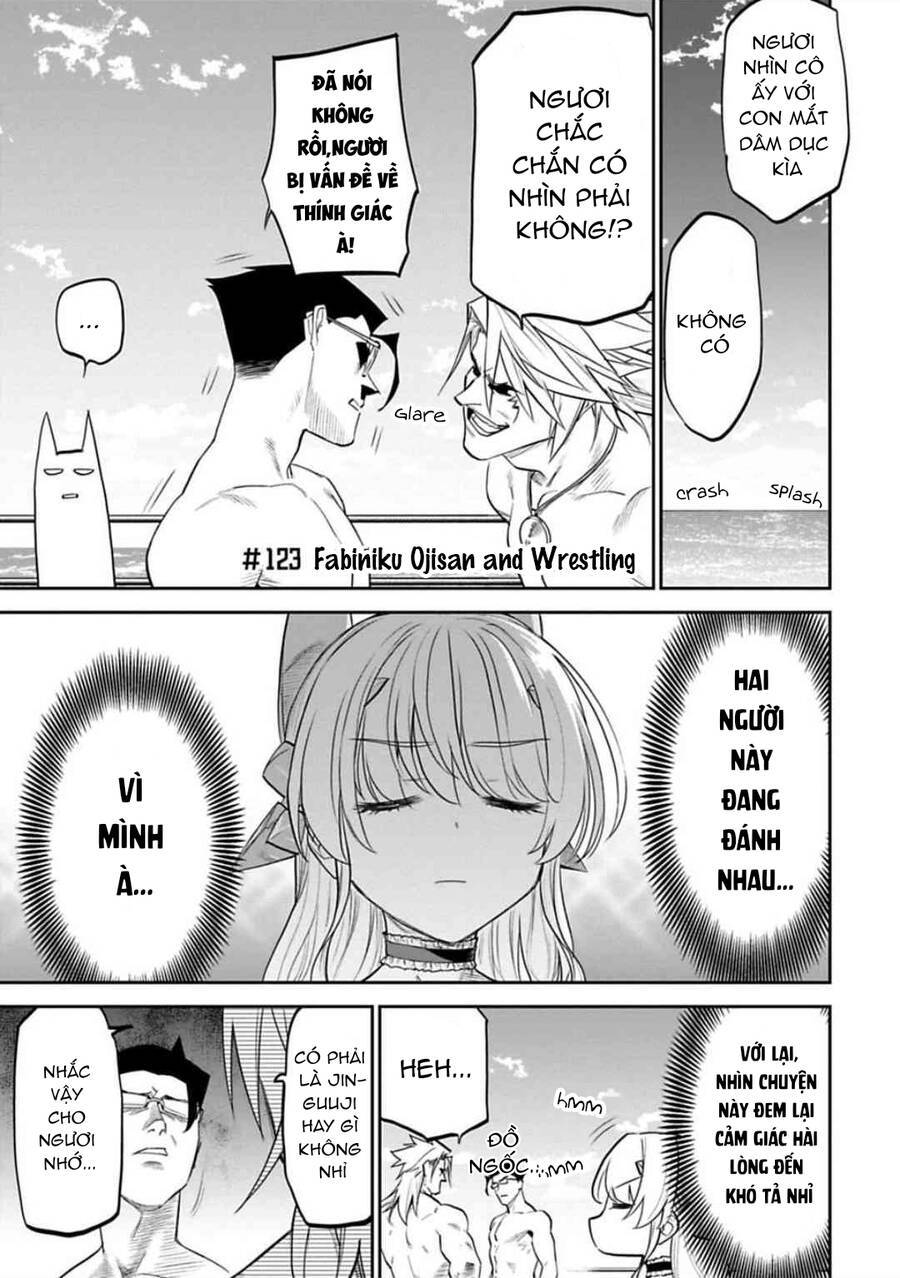 NGƯƠI
NHÌN CÔ
ẤY VỚI
CON MẮT
DÂM DỤC
KÌA
KHÔNG
CÓ
crash
splash
NGƯƠI
CHẮC
CHẮN CÓ
NHÌN PHẢI
KHÔNG!?
ĐÃ NÓI
KHÔNG
RỒI,NGƯƠI
BỊ VẤN ĐỀ VỀ
THÍNH GIÁC
À!
Glare
...
#123 Fabiniku Ojisan and Wrestling
HAI
NGƯỜI
NÀY
ĐANG
ĐÁNH
NHAU...
VÌ
MÌNH
À...
VỚI LẠI,
NHÌN CHUYỆN
NÀY ĐEM LẠI
CẢM GIÁC HÀI
LÒNG ĐẾN
KHÓ TẢ NHỈ
hmm
hmm
HEH...
ĐỒ
NGỐC...
CÓ PHẢI
LÀ JIN-
GUUJI
HAY GÌ
KHÔNG
NHỈ
NHẮC
VẬY
CHO
NGƯƠI
NHỚ...